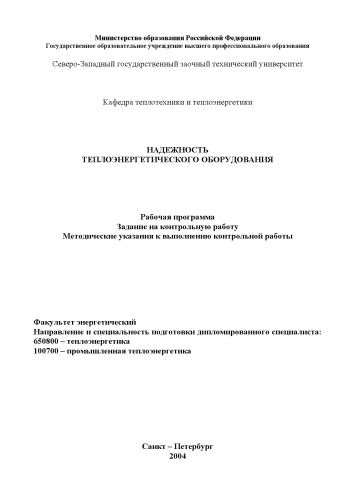 Министерство образования Российской Федерации
Государственное образовательное учреждение высшего профессионального образования
Северо-Западный государственный заочный технический университет
Кафедра теплотехники и теплоэнергетики
НАДЕЖНОСТЬ
ТЕПЛОЭНЕРГЕТИЧЕСКОГО ОБОРУДОВАНИЯ
Рабочая программа
Задание на контрольную работу
Методические указания к выполнению контрольной работы
Факультет энергетический
Направление и специальность подготовки дипломированного специалиста:
650800 – теплоэнергетика
100700 – промышленная теплоэнергетика
Санкт – Петербург
2004